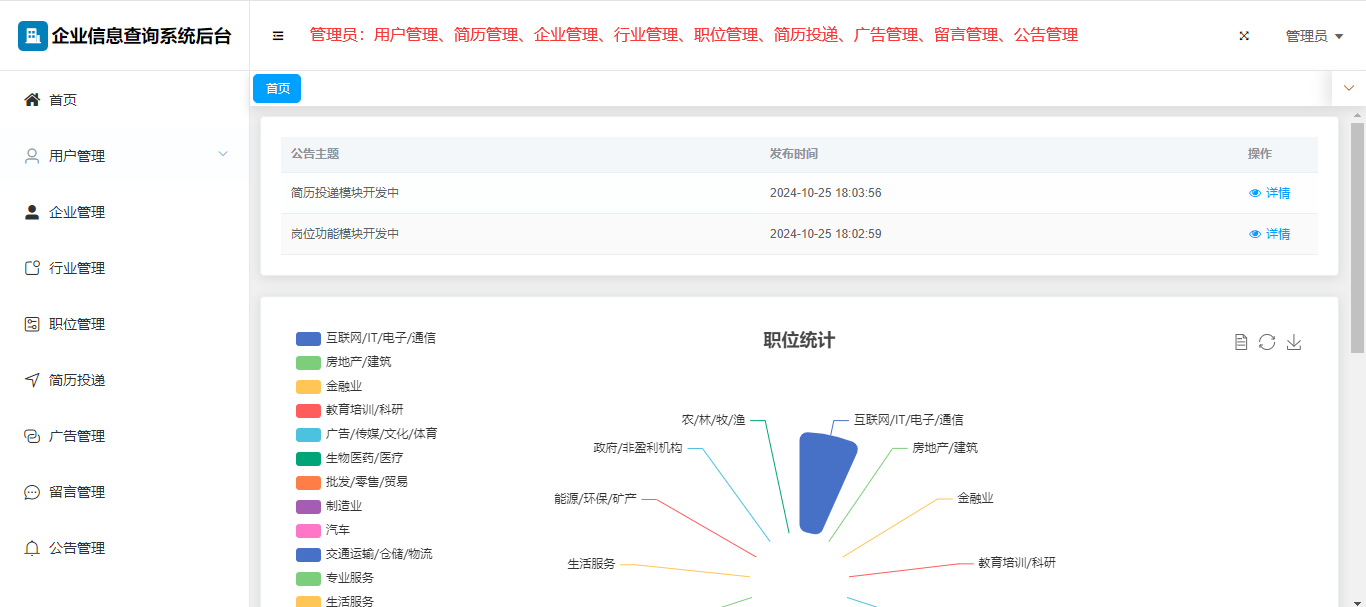 企业信息查询系统后台
管理员：用户管理、简历管理、企业管理、行业管理、职位管理、简历投递、广告管理、留言管理、公告管理
管理员
首页
用户管理
企业管理
行业管理
职位管理
简历投递
广告管理
留言管理
公告管理
首页
公告主题 发布时间 操作
简历投递模块开发中 2024-10-25 18:03:56 详情
岗位功能模块开发中 2024-10-25 18:02:59 详情
职位统计
互联网/IT/电子/通信
房地产/建筑
金融业
教育培训/科研
广告/传媒/文化/体育
生物医药/医疗
批发/零售/贸易
制造业
汽车
交通运输/仓储/物流
专业服务
生活服务
农/林/牧/渔
互联网/IT/电子/通信
政府/非盈利机构
房地产/建筑
能源/环保/矿产
金融业
生活服务
教育培训/科研